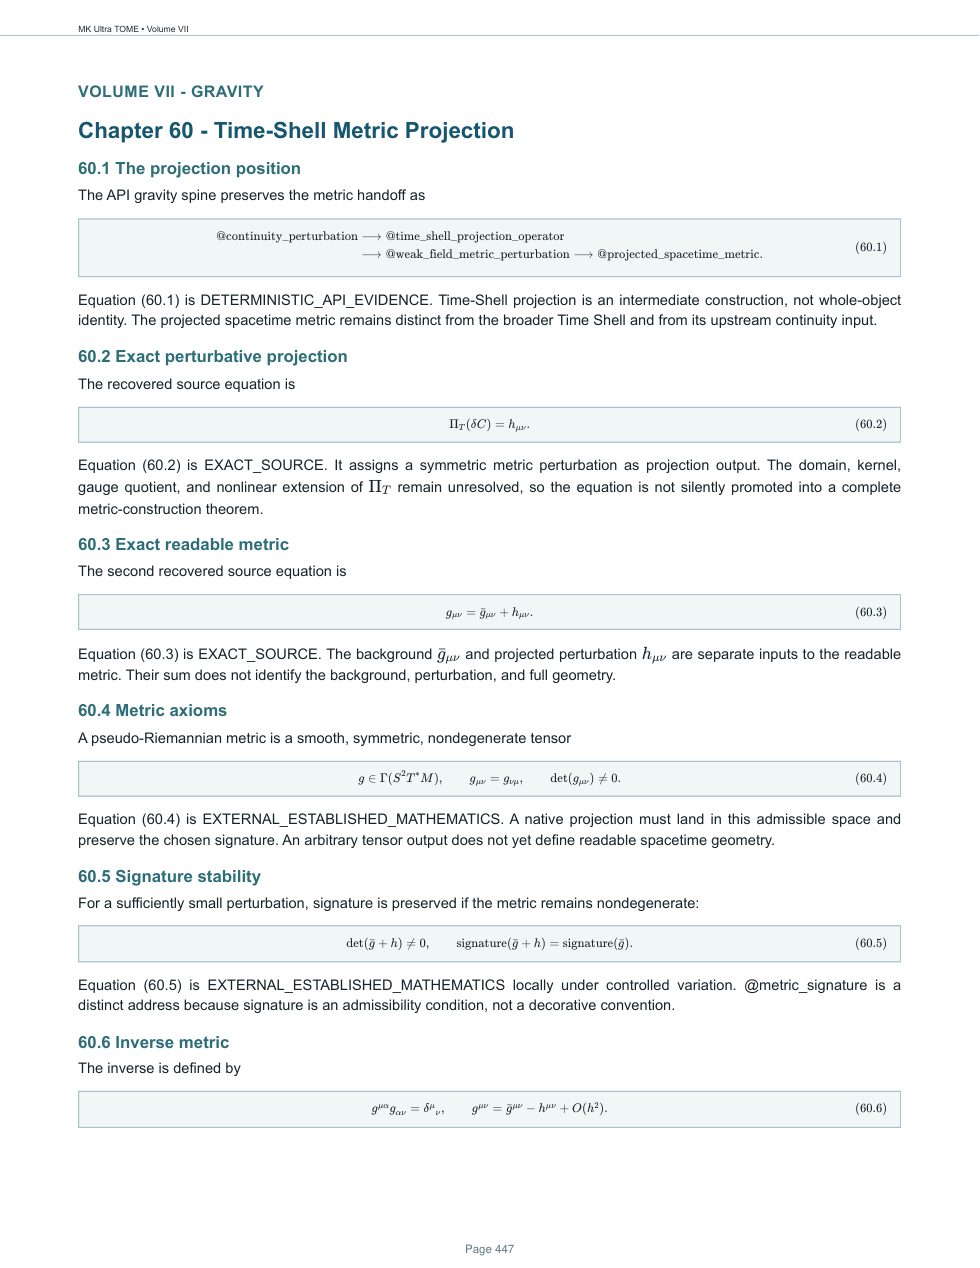 MK Ultra TOME • Volume VII
VOLUME VII - GRAVITY
Chapter 60 - Time-Shell Metric Projection
60.1 The projection position
The API gravity spine preserves the metric handoff as
@continuity_perturbation ⟶ @time_shell_projection_operator
⟶ @weak_field_metric_perturbation ⟶ @projected_spacetime_metric. (60.1)
Equation (60.1) is DETERMINISTIC_API_EVIDENCE. Time-Shell projection is an intermediate construction, not whole-object
identity. The projected spacetime metric remains distinct from the broader Time Shell and from its upstream continuity input.
60.2 Exact perturbative projection
The recovered source equation is
Π_T(δC) = h_μν. (60.2)
Equation (60.2) is EXACT_SOURCE. It assigns a symmetric metric perturbation as projection output. The domain, kernel,
gauge quotient, and nonlinear extension of Π_T remain unresolved, so the equation is not silently promoted into a complete
metric-construction theorem.
60.3 Exact readable metric
The second recovered source equation is
g_μν = ḡ_μν + h_μν. (60.3)
Equation (60.3) is EXACT_SOURCE. The background ḡ_μν and projected perturbation h_μν are separate inputs to the readable
metric. Their sum does not identify the background, perturbation, and full geometry.
60.4 Metric axioms
A pseudo-Riemannian metric is a smooth, symmetric, nondegenerate tensor
g ∈ Γ(S²T*M), g_μν = g_νμ, det(g_μν) ≠ 0. (60.4)
Equation (60.4) is EXTERNAL_ESTABLISHED_MATHEMATICS. A native projection must land in this admissible space and
preserve the chosen signature. An arbitrary tensor output does not yet define readable spacetime geometry.
60.5 Signature stability
For a sufficiently small perturbation, signature is preserved if the metric remains nondegenerate:
det(ḡ + h) ≠ 0, signature(ḡ + h) = signature(ḡ). (60.5)
Equation (60.5) is EXTERNAL_ESTABLISHED_MATHEMATICS locally under controlled variation. @metric_signature is a
distinct address because signature is an admissibility condition, not a decorative convention.
60.6 Inverse metric
The inverse is defined by
g^μα g_αν = δ^μ_ν, g^μν = ḡ^μν − h^μν + O(h²). (60.6)
Page 447